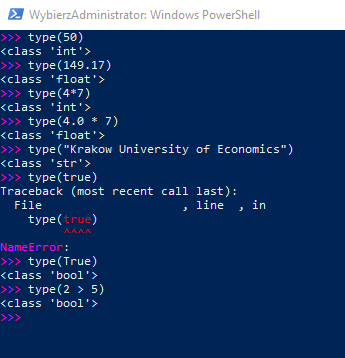 WybierzAdministrator: Windows PowerShell
>>> type(50)
<class 'int'>
>>> type(149.17)
<class 'float'>
>>> type(4*7)
<class 'int'>
>>> type(4.0 * 7)
<class 'float'>
>>> type("Krakow University of Economics")
<class 'str'>
>>> type(true)
Traceback (most recent call last):
  File                    , line  , in
    type(true)
         ^^^^
NameError:
>>> type(True)
<class 'bool'>
>>> type(2 > 5)
<class 'bool'>
>>>